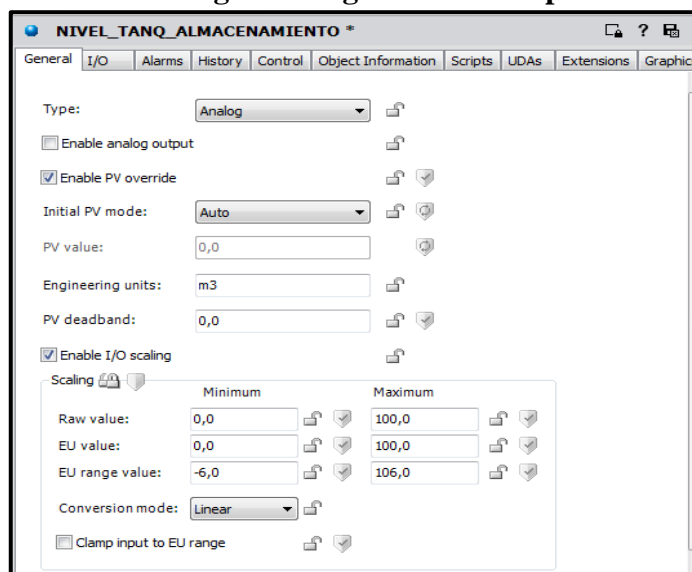 NIVEL_TANQ_ALMACENAMIENTO * ?
General I/O Alarms History Control Object Information Scripts UDAs Extensions Graphic
Type: Analog
Enable analog output
Enable PV override
Initial PV mode: Auto
PV value: 0,0
Engineering units: m3
PV deadband: 0,0
Enable I/O scaling
Scaling
Minimum Maximum
Raw value: 0,0 100,0
EU value: 0,0 100,0
EU range value: -6,0 106,0
Conversion mode: Linear
Clamp input to EU range